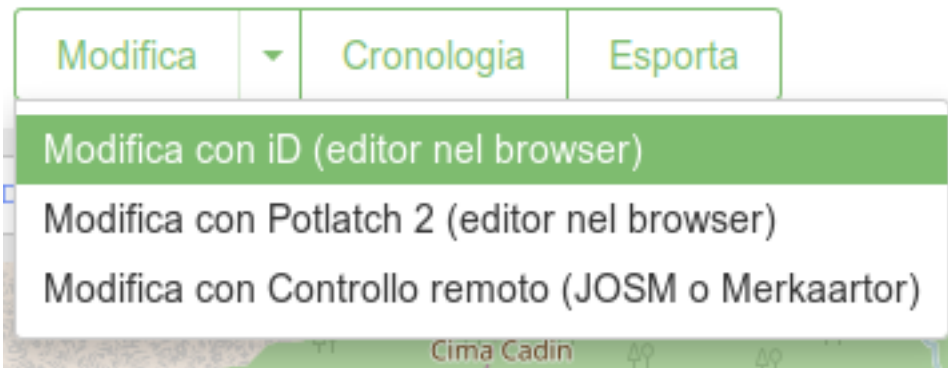 Modifica Cronologia Esporta
Modifica con iD (editor nel browser)
Modifica con Potlatch 2 (editor nel browser)
Modifica con Controllo remoto (JOSM o Merkaartor)
Cima Cadin